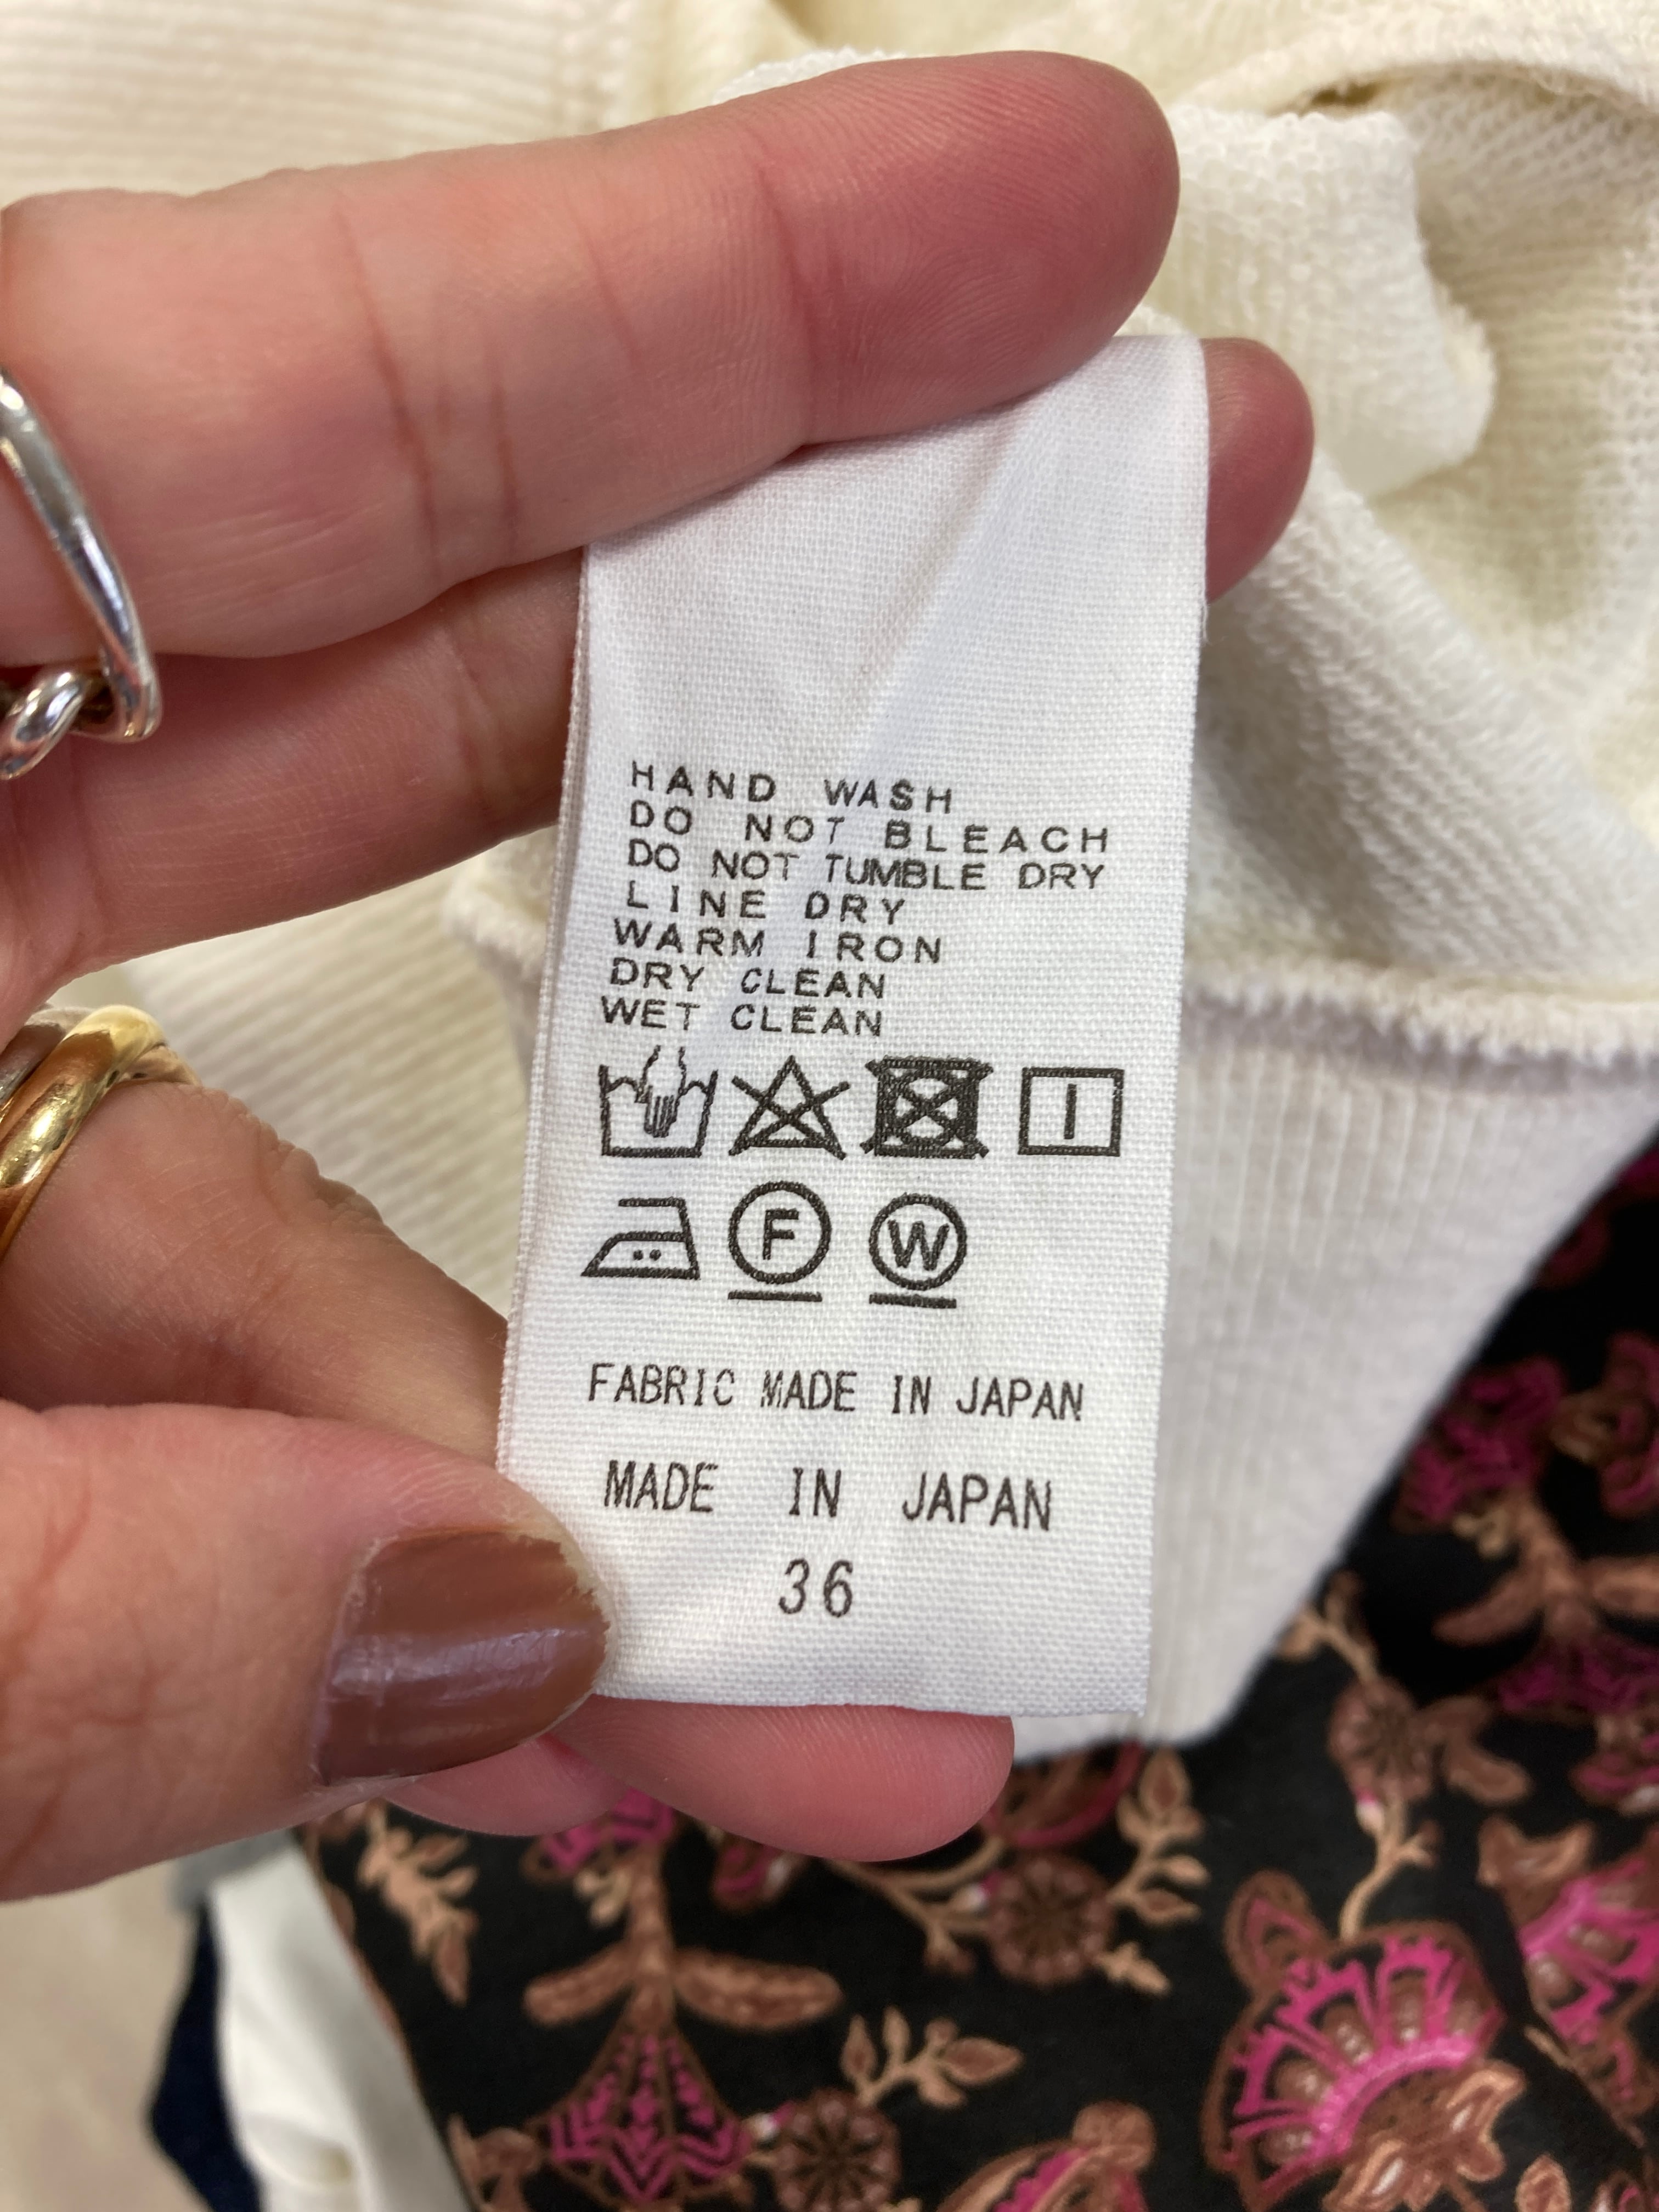 HAND WASH
DO NOT BLEACH
DO NOT TUMBLE DRY
LINE DRY
WARM IRON
DRY CLEAN
WET CLEAN
F W
FABRIC MADE IN JAPAN
MADE IN JAPAN
36